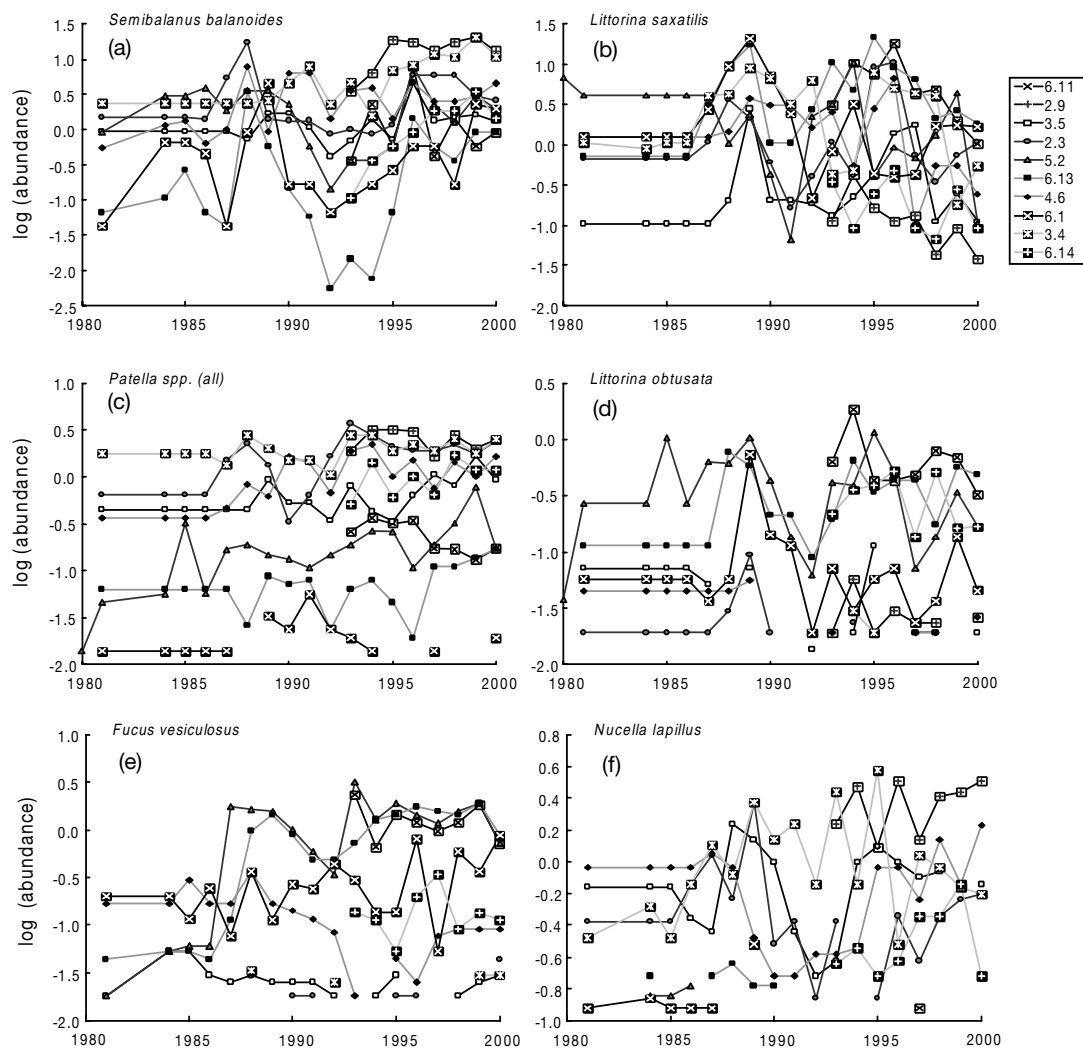 Semibalanus balanoides
(a)
log (abundance)
1.5
1.0
0.5
0.0
-0.5
-1.0
-1.5
-2.0
-2.5
1980 1985 1990 1995 2000
Littorina saxatilis
(b)
1.5
1.0
0.5
0.0
-0.5
-1.0
-1.5
-2.0
1980 1985 1990 1995 2000
6.11
2.9
3.5
2.3
5.2
6.13
4.6
6.1
3.4
6.14
Patella spp. (all)
(c)
log (abundance)
1.0
0.5
0.0
-0.5
-1.0
-1.5
-2.0
1980 1985 1990 1995 2000
Littorina obtusata
(d)
0.5
0.0
-0.5
-1.0
-1.5
-2.0
1980 1985 1990 1995 2000
Fucus vesiculosus
(e)
log (abundance)
1.0
0.5
0.0
-0.5
-1.0
-1.5
-2.0
1980 1985 1990 1995 2000
Nucella lapillus
(f)
0.8
0.6
0.4
0.2
0.0
-0.2
-0.4
-0.6
-0.8
-1.0
1980 1985 1990 1995 2000